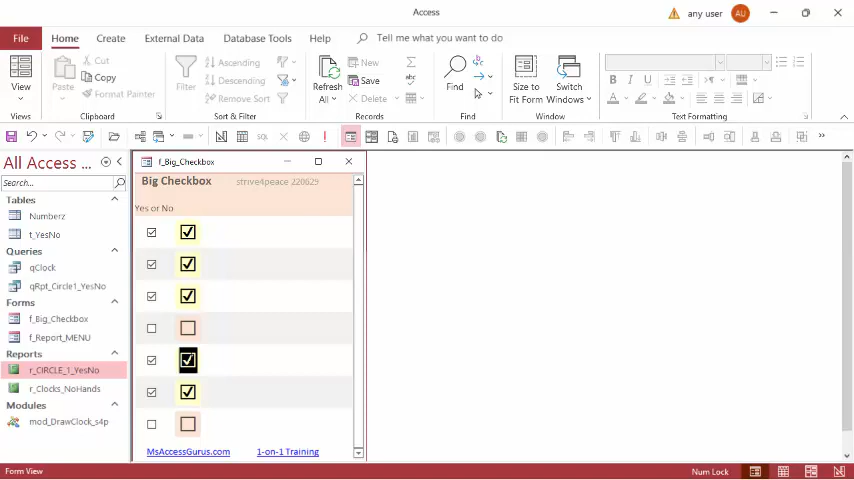 Access
any user
AU
File
Home
Create
External Data
Database Tools
Help
Tell me what you want to do
View
Paste
Cut
Copy
Format Painter
Clipboard
Filter
Ascending
Descending
Remove Sort
Sort & Filter
Refresh All
New
Save
Delete
Records
Find
Find
Size to Fit Form
Switch Windows
Window
B I U
A
Text Formatting
SQL
All Access ...
Search...
Tables
Numberz
t_YesNo
Queries
qClock
qRpt_Circle1_YesNo
Forms
f_Big_Checkbox
f_Report_MENU
Reports
r_CIRCLE_1_YesNo
r_Clocks_NoHands
Modules
mod_DrawClock_s4p
f_Big_Checkbox
Big Checkbox strive4peace 220629
Yes or No
MsAccessGurus.com 1-on-1 Training
Form View
Num Lock